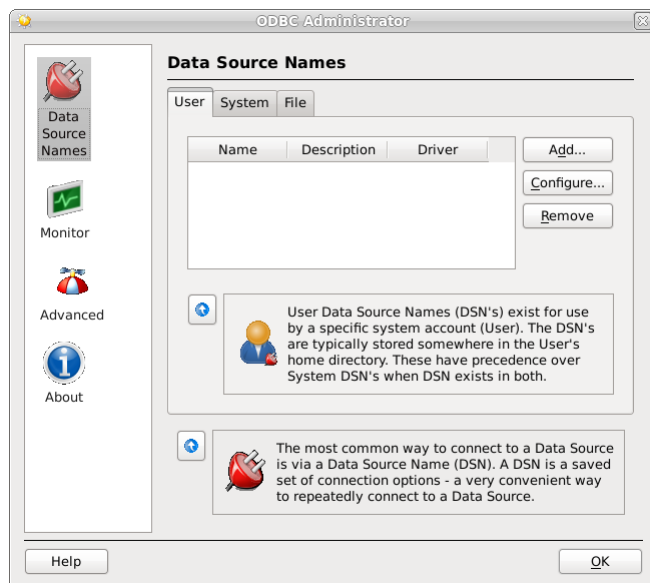 ODBC Administrator
Data
Source
Names
Monitor
Advanced
About
Data Source Names
User System File
Name Description Driver
Add...
Configure...
Remove
User Data Source Names (DSN's) exist for use
by a specific system account (User). The DSN's
are typically stored somewhere in the User's
home directory. These have precedence over
System DSN's when DSN exists in both.
The most common way to connect to a Data Source
is via a Data Source Name (DSN). A DSN is a saved
set of connection options - a very convenient way
to repeatedly connect to a Data Source.
Help
OK